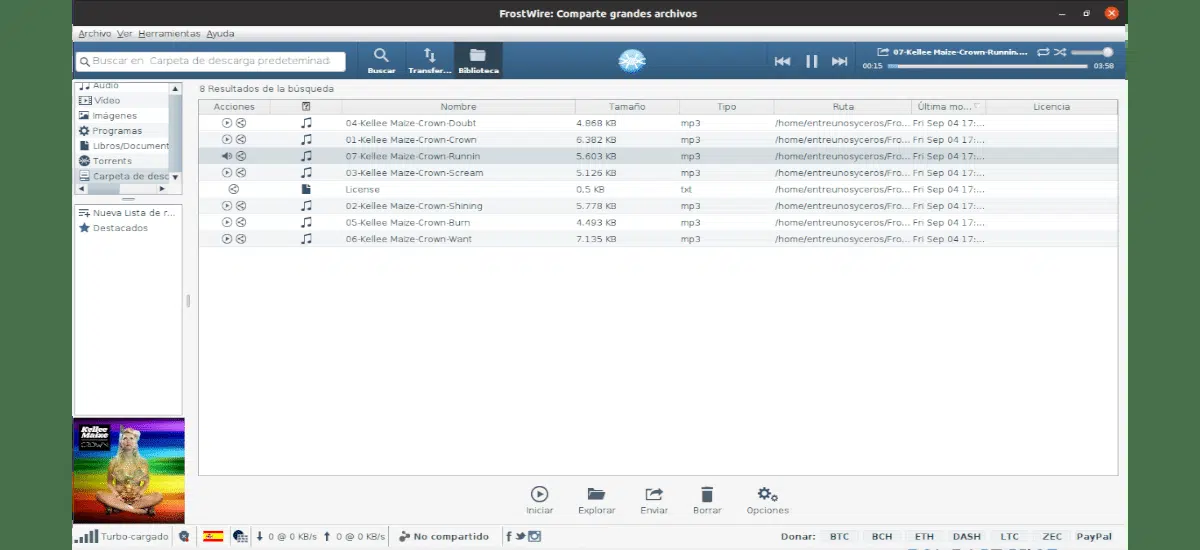 FrostWire: Comparte grandes archivos
Archivo Ver Herramientas Ayuda
Buscar en Carpeta de descarga predeteminad
Buscar
Transfer...
Biblioteca
07-Kellee Maize-Crown-Runnin....
00:15
03:58
Audio
Vídeo
Imágenes
Programas
Libros/Document
Torrents
Carpeta de desc
Nueva Lista de r...
Destacados
Kellee
Maize
CROWN
8 Resultados de la búsqueda
Acciones Nombre Tamaño Tipo Ruta Última mo... Licencia
04-Kellee Maize-Crown-Doubt 4.868 KB mp3 /home/entreunosyceros/Fro... Fri Sep 04 17:...
01-Kellee Maize-Crown-Crown 6.382 KB mp3 /home/entreunosyceros/Fro... Fri Sep 04 17:...
07-Kellee Maize-Crown-Runnin 5.603 KB mp3 /home/entreunosyceros/Fro... Fri Sep 04 17:...
03-Kellee Maize-Crown-Scream 5.126 KB mp3 /home/entreunosyceros/Fro... Fri Sep 04 17:...
License 0.5 KB txt /home/entreunosyceros/Fro... Fri Sep 04 17:...
02-Kellee Maize-Crown-Shining 5.778 KB mp3 /home/entreunosyceros/Fro... Fri Sep 04 17:...
05-Kellee Maize-Crown-Burn 4.493 KB mp3 /home/entreunosyceros/Fro... Fri Sep 04 17:...
06-Kellee Maize-Crown-Want 7.135 KB mp3 /home/entreunosyceros/Fro... Fri Sep 04 17:...
Iniciar Explorar Enviar Borrar Opciones
Turbo-cargado 0 @ 0 KB/s 0 @ 0 KB/s No compartido Donar: BTC BCH ETH DASH LTC ZEC PayPal